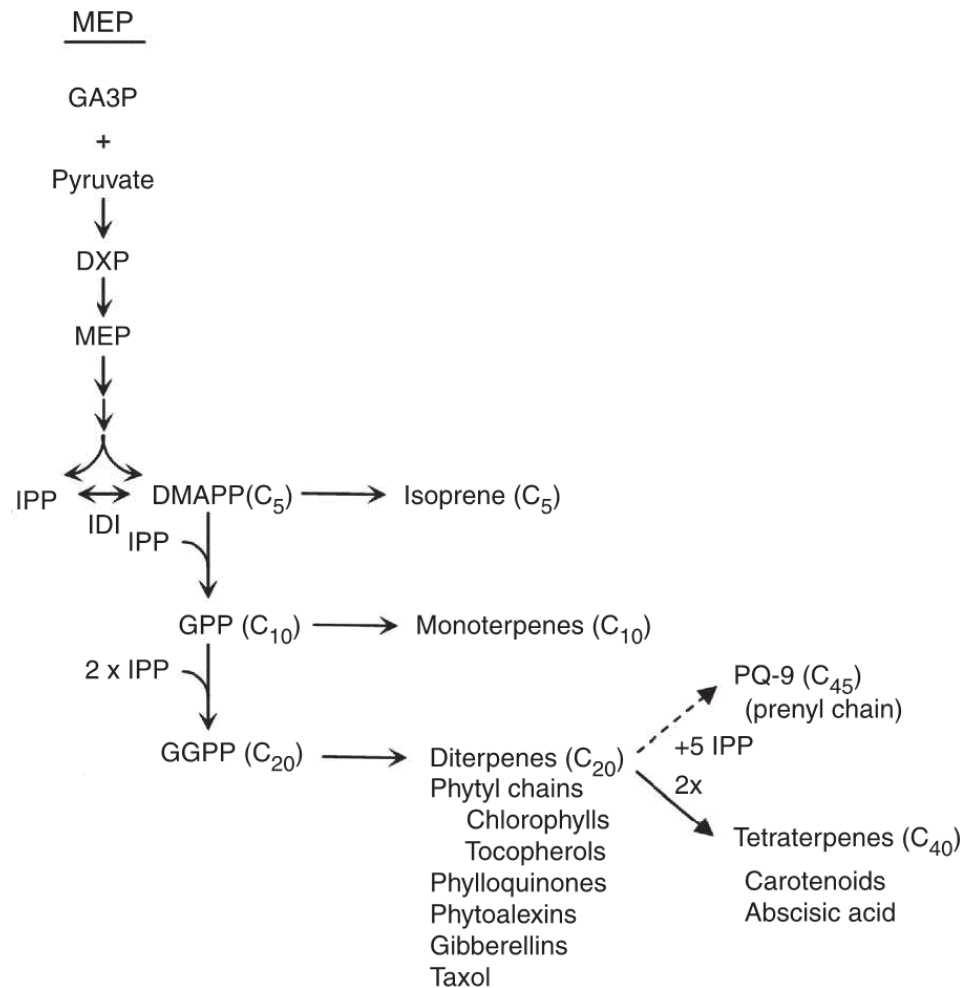 MEP
GA3P
+
Pyruvate
DXP
MEP
IPP
IDI
DMAPP(C5)
Isoprene (C5)
IPP
GPP (C10)
Monoterpenes (C10)
2 x IPP
GGPP (C20)
Diterpenes (C20)
Phytyl chains
Chlorophylls
Tocopherols
Phylloquinones
Phytoalexins
Gibberellins
Taxol
PQ-9 (C45)
(prenyl chain)
+5 IPP
2x
Tetraterpenes (C40)
Carotenoids
Abscisic acid